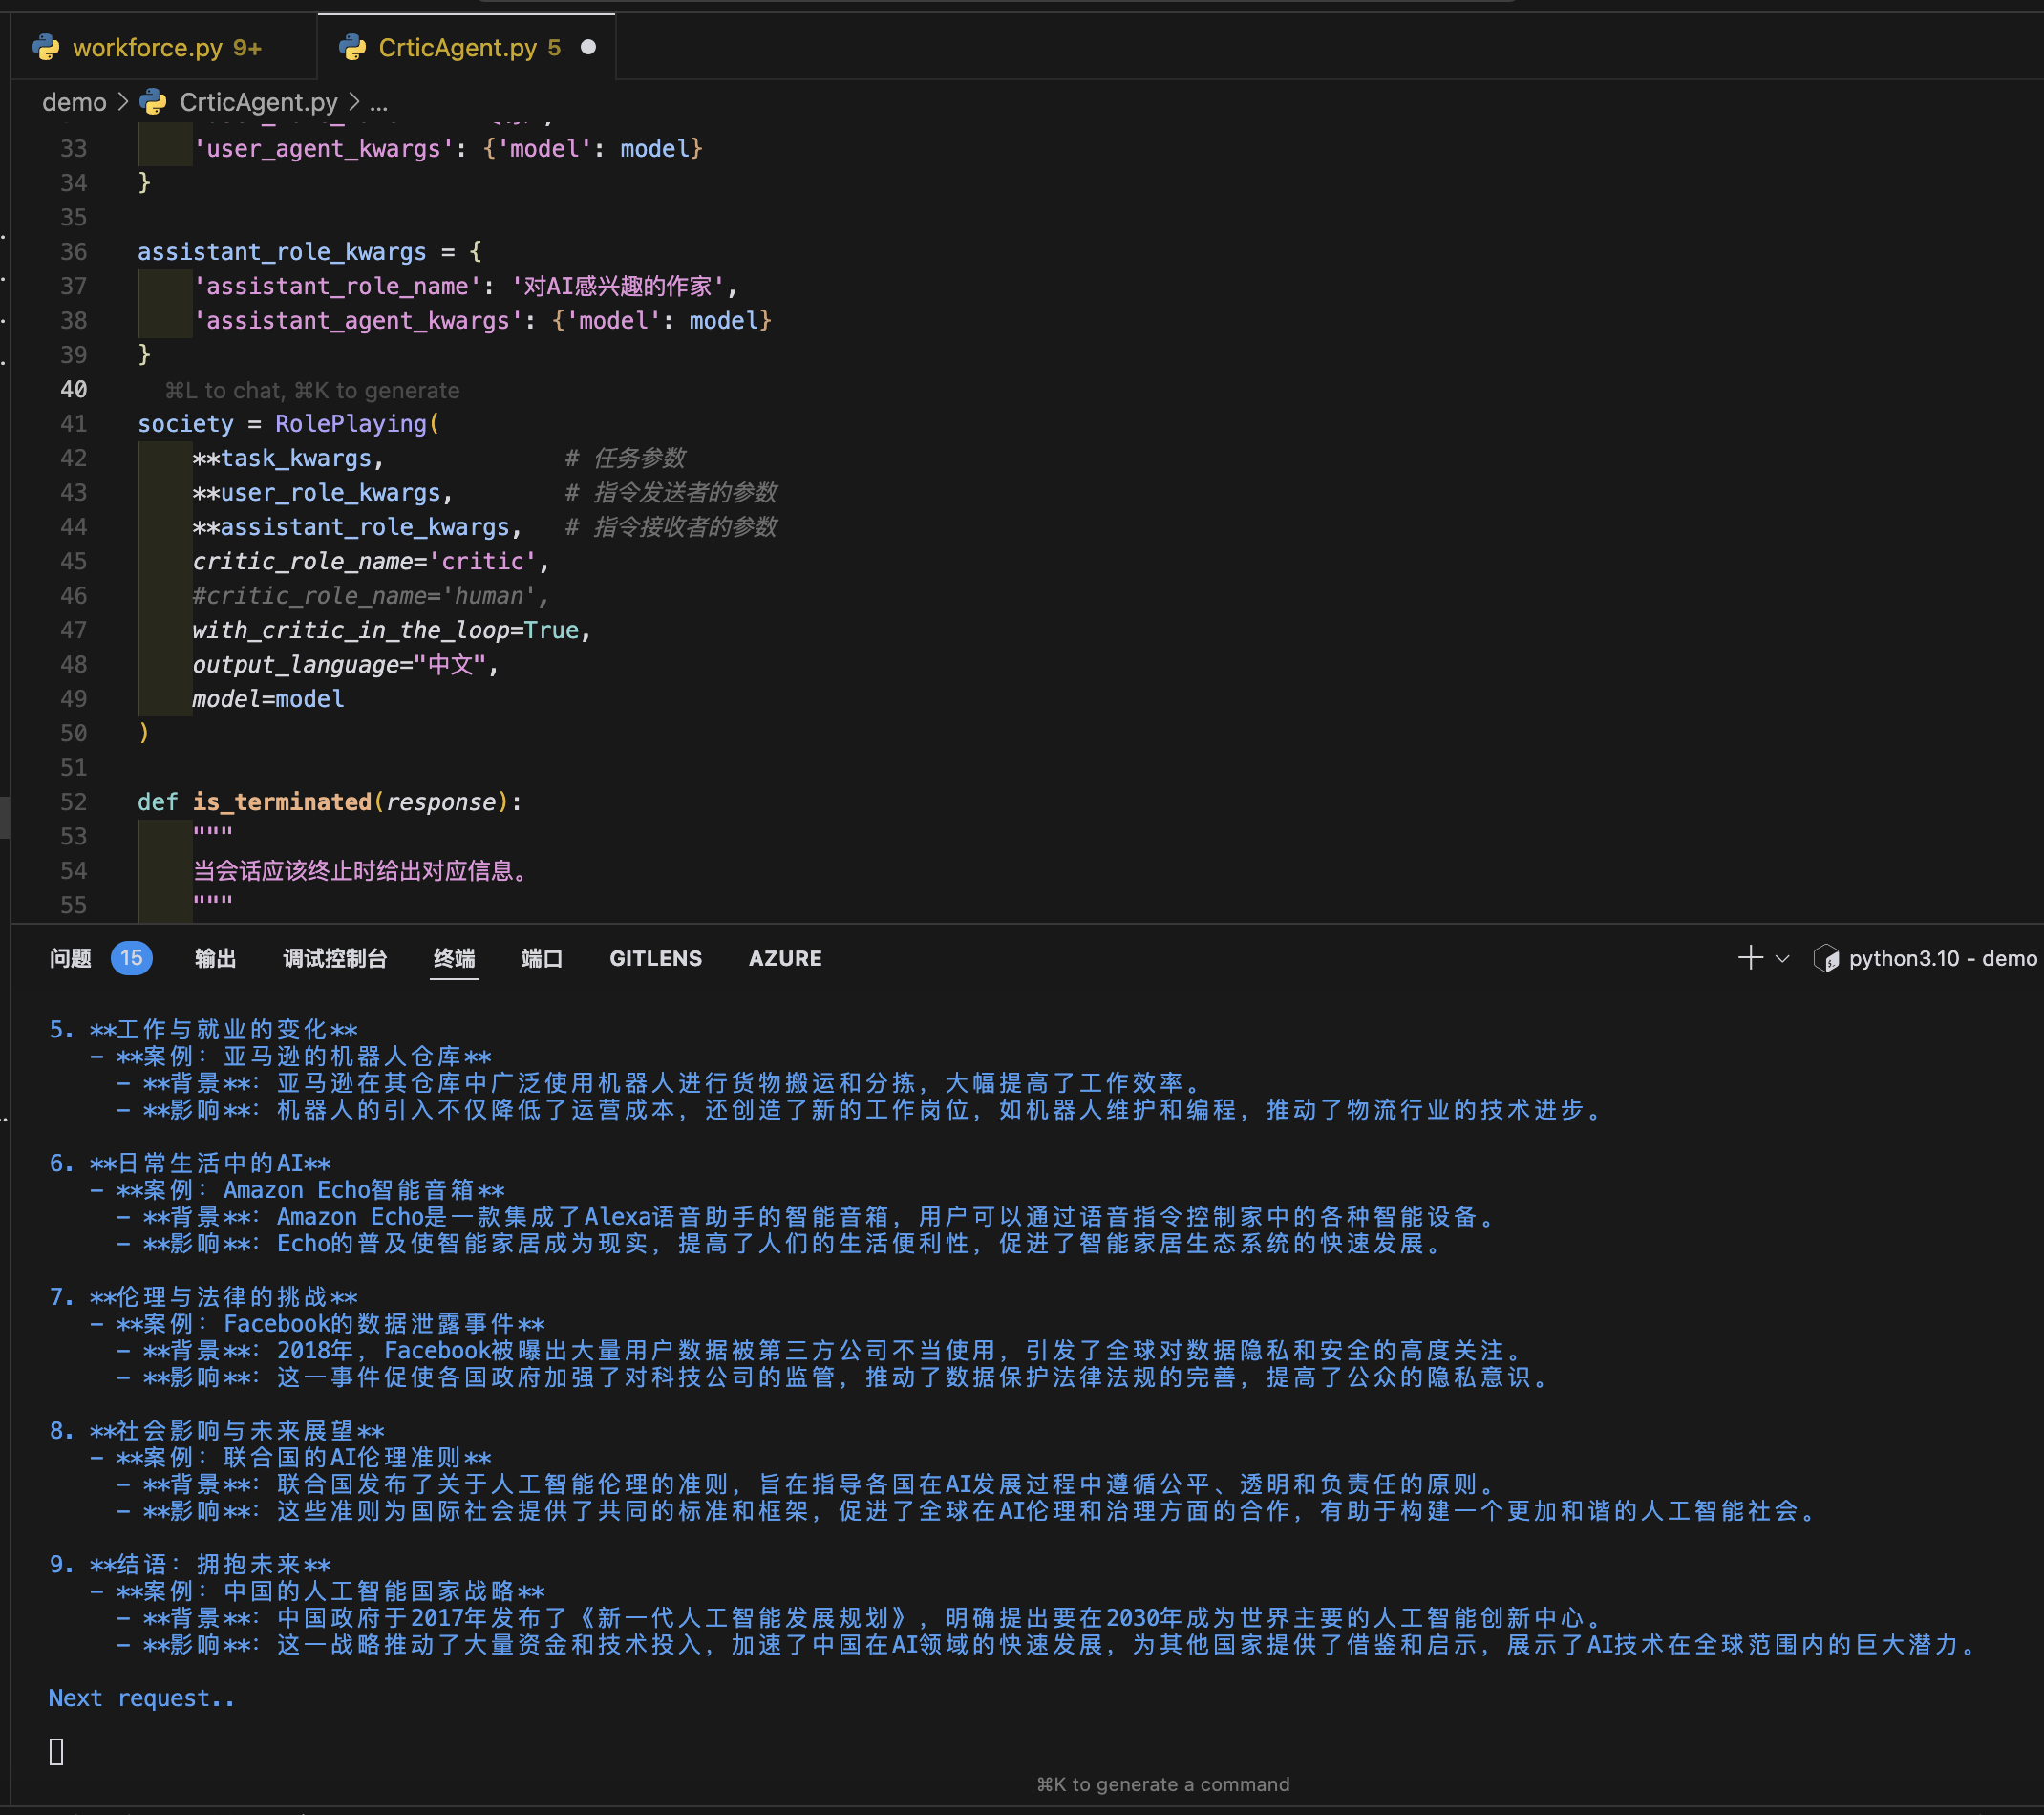 workforce.py 9+
CrticAgent.py 5
demo > CrticAgent.py > ...
33 'user_agent_kwargs': {'model': model}
34 }
35
36 assistant_role_kwargs = {
37 'assistant_role_name': '对AI感兴趣的作家',
38 'assistant_agent_kwargs': {'model': model}
39 }
40 ⌘L to chat, ⌘K to generate
41 society = RolePlaying(
42 **task_kwargs, # 任务参数
43 **user_role_kwargs, # 指令发送者的参数
44 **assistant_role_kwargs, # 指令接收者的参数
45 critic_role_name='critic',
46 #critic_role_name='human',
47 with_critic_in_the_loop=True,
48 output_language="中文",
49 model=model
50 )
51
52 def is_terminated(response):
53 """
54 当会话应该终止时给出对应信息。
55 """
问题 15 输出 调试控制台 终端 端口 GITLENS AZURE python3.10 - demo
5. **工作与就业的变化**
- **案例：亚马逊的机器人仓库**
- **背景**：亚马逊在其仓库中广泛使用机器人进行货物搬运和分拣，大幅提高了工作效率。
- **影响**：机器人的引入不仅降低了运营成本，还创造了新的工作岗位，如机器人维护和编程，推动了物流行业的技术进步。
6. **日常生活中的AI**
- **案例：Amazon Echo智能音箱**
- **背景**：Amazon Echo是一款集成了Alexa语音助手的智能音箱，用户可以通过语音指令控制家中的各种智能设备。
- **影响**：Echo的普及使智能家居成为现实，提高了人们的生活便利性，促进了智能家居生态系统的快速发展。
7. **伦理与法律的挑战**
- **案例：Facebook的数据泄露事件**
- **背景**：2018年，Facebook被曝出大量用户数据被第三方公司不当使用，引发了全球对数据隐私和安全的高度关注。
- **影响**：这一事件促使各国政府加强了对科技公司的监管，推动了数据保护法律法规的完善，提高了公众的隐私意识。
8. **社会影响与未来展望**
- **案例：联合国的AI伦理准则**
- **背景**：联合国发布了关于人工智能伦理的准则，旨在指导各国在AI发展过程中遵循公平、透明和负责任的原则。
- **影响**：这些准则为国际社会提供了共同的标准和框架，促进了全球在AI伦理和治理方面的合作，有助于构建一个更加和谐的人工智能社会。
9. **结语：拥抱未来**
- **案例：中国的人工智能国家战略**
- **背景**：中国政府于2017年发布了《新一代人工智能发展规划》，明确提出要在2030年成为世界主要的人工智能创新中心。
- **影响**：这一战略推动了大量资金和技术投入，加速了中国在AI领域的快速发展，为其他国家提供了借鉴和启示，展示了AI技术在全球范围内的巨大潜力。
Next request..
⌘K to generate a command